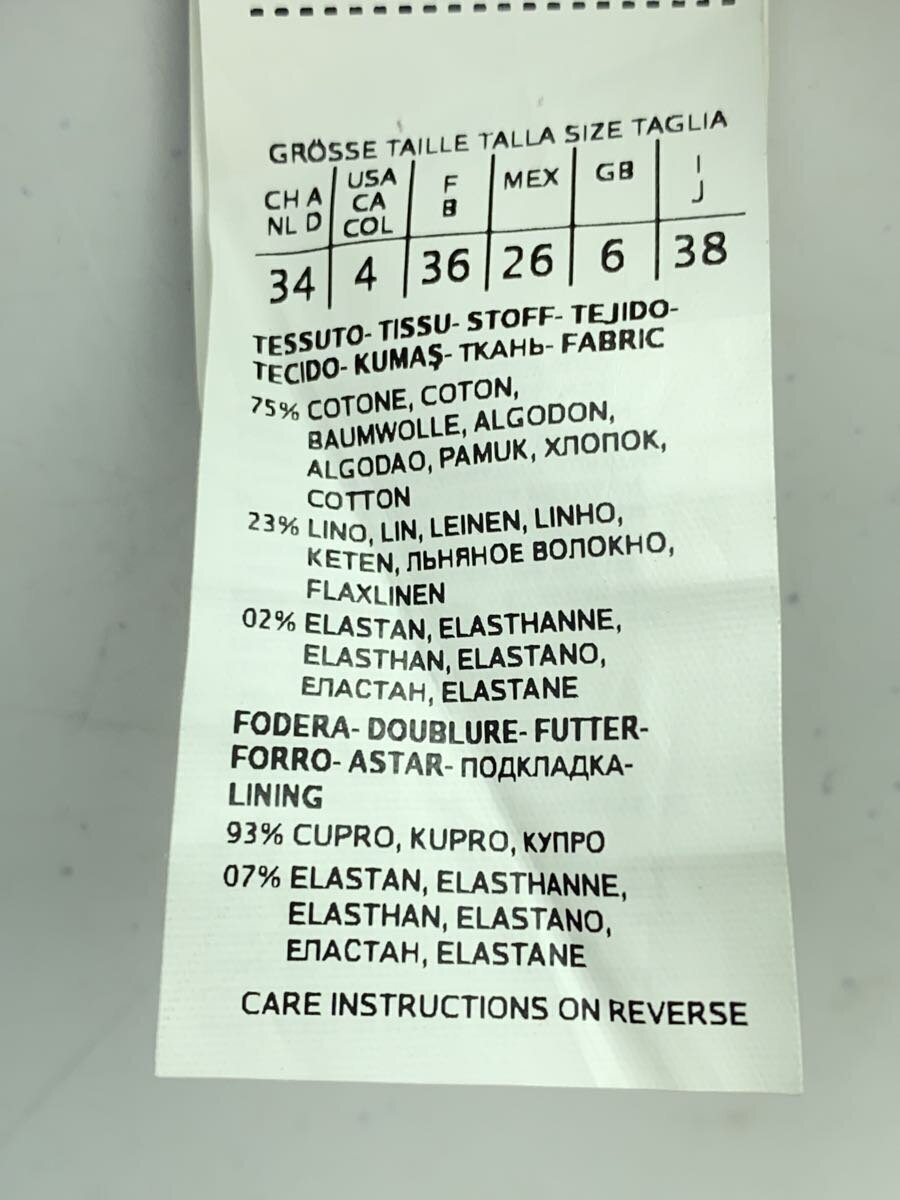 GRÖSSE TAILLE TALLA SIZE TAGLIA
CH A NL D | USA CA COL | F B | MEX | GB | I J
34 | 4 | 36 | 26 | 6 | 38
TESSUTO- TISSU- STOFF- TEJIDO-
TECIDO- KUMAŞ- ТКАНЬ- FABRIC
75% COTONE, COTON,
BAUMWOLLE, ALGODON,
ALGODAO, PAMUK, ХЛОПОК,
COTTON
23% LINO, LIN, LEINEN, LINHO,
KETEN, ЛЬНЯНОЕ ВОЛОКНО,
FLAXLINEN
02% ELASTAN, ELASTHANNE,
ELASTHAN, ELASTANO,
ЕЛАСТАН, ELASTANE
FODERA- DOUBLURE- FUTTER-
FORRO- ASTAR- ПОДКЛАДКА-
LINING
93% CUPRO, KUPRO, КУПРО
07% ELASTAN, ELASTHANNE,
ELASTHAN, ELASTANO,
ЕЛАСТАН, ELASTANE
CARE INSTRUCTIONS ON REVERSE